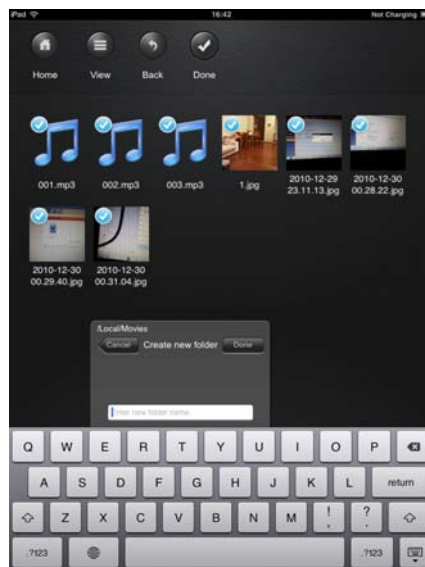 iPad 16:42 Not Charging
Home View Back Done
001.mp3 002.mp3 003.mp3 1.jpg 2010-12-29 2010-12-30
23.11.13.jpg 00.28.22.jpg
2010-12-30 2010-12-30
00.29.40.jpg 00.31.04.jpg
/Local/Movies
Cancel Create new folder Done
Enter new folder name
Q W E R T Y U I O P
A S D F G H J K L return
Z X C V B N M ! , ? .
.?123 .?123